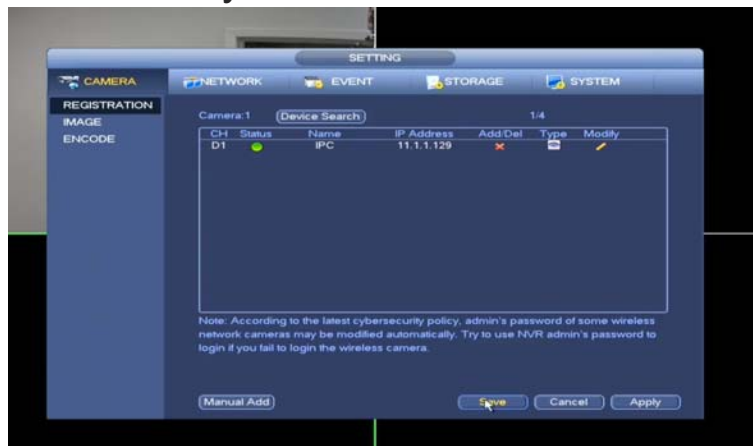 SETTING
CAMERA NETWORK EVENT STORAGE SYSTEM
REGISTRATION
IMAGE
ENCODE
Camera:1 Device Search 1/4
CH Status Name IP Address Add/Del Type Modify
D1 IPC 11.1.1.129
Note: According to the latest cybersecurity policy, admin's password of some wireless
network cameras may be modified automatically. Try to use NVR admin's password to
login if you fail to login the wireless camera.
Manual Add Save Cancel Apply